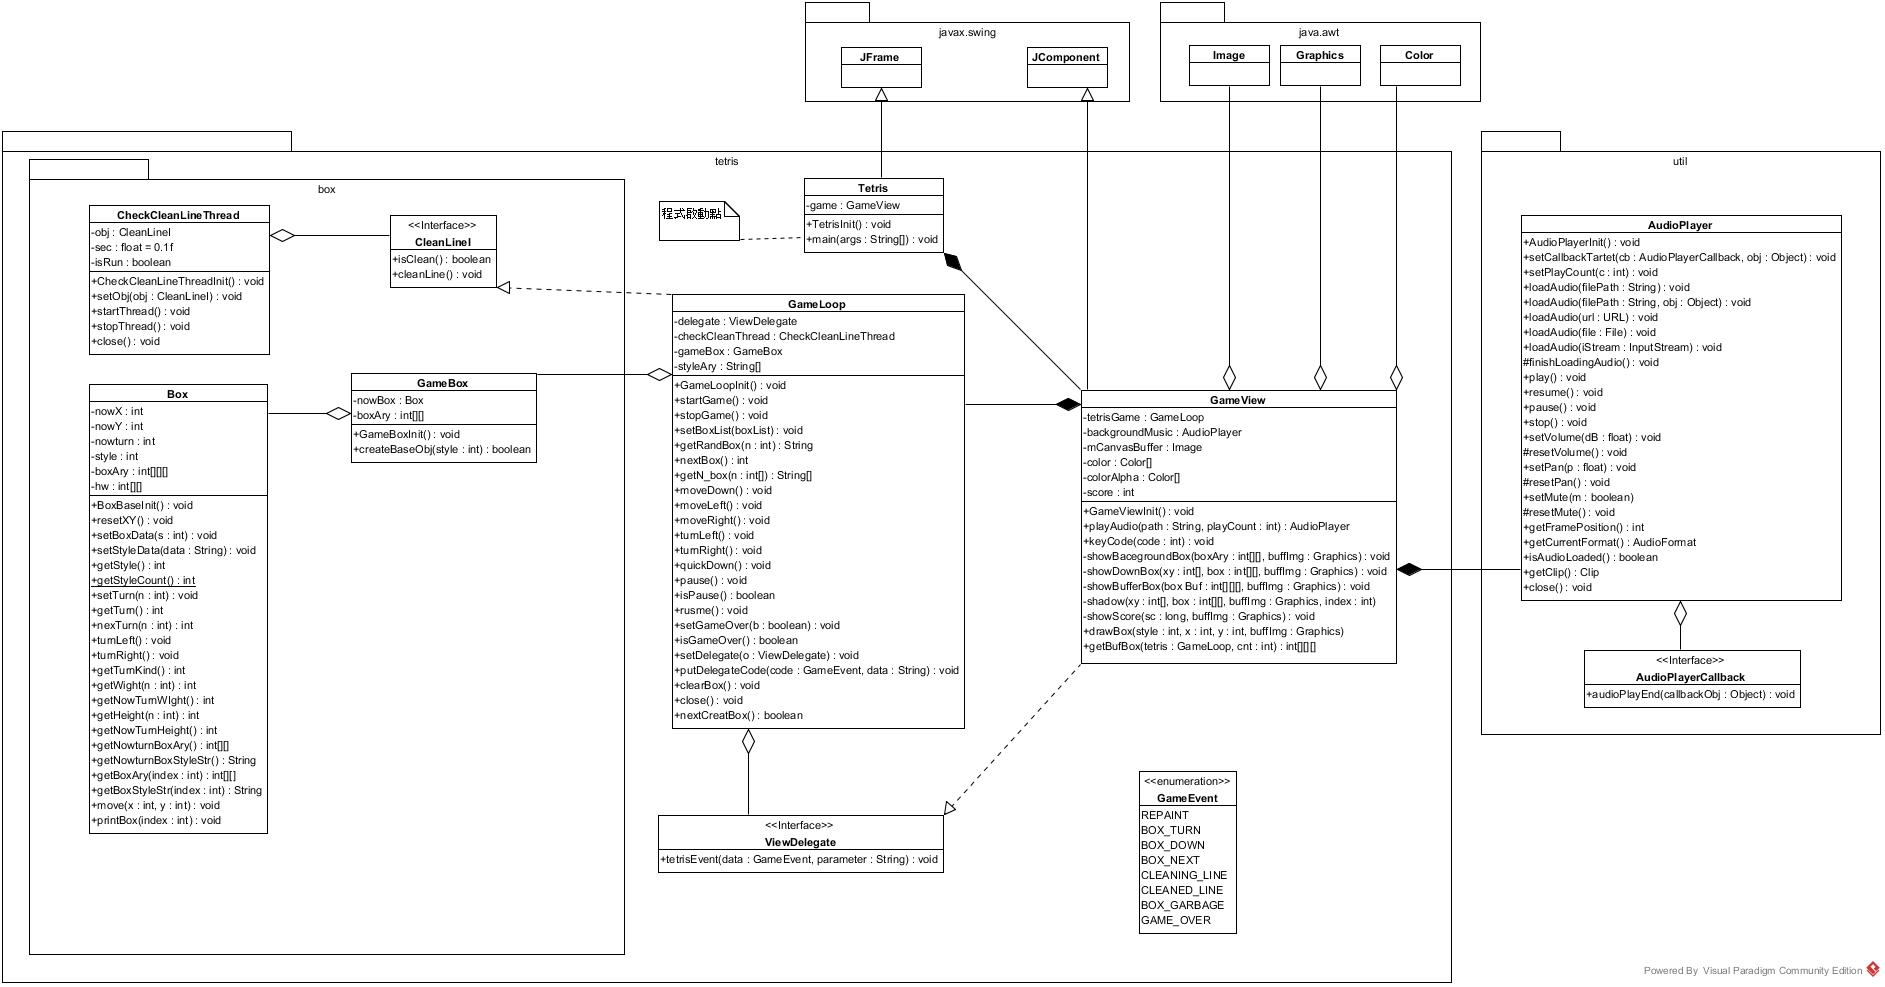 javax.swing
JFrame
JComponent
java.awt
Image
Graphics
Color
tetris
box
CheckCleanLineThread
-obj : CleanLineI
-sec : float = 0.1f
-isRun : boolean
+CheckCleanLineThreadInit() : void
+setObj(obj : CleanLineI) : void
+startThread() : void
+stopThread() : void
+close() : void
<<Interface>>
CleanLineI
+isClean() : boolean
+cleanLine() : void
Box
-nowX : int
-nowY : int
-nowturn : int
-style : int
-boxAry : int[][][]
-hw : int[][]
+BoxBaseInit() : void
+resetXY() : void
+setBoxData(s : int) : void
+setStyleData(data : String) : void
+getStyle() : int
+getStyleCount() : int
+setTurn(n : int) : void
+getTurn() : int
+nexTurn(n : int) : int
+turnLeft() : void
+turnRight() : void
+getTurnKind() : int
+getWight(n : int) : int
+getNowTurnWIght() : int
+getHeight(n : int) : int
+getNowTurnHeight() : int
+getNowturnBoxAry() : int[][]
+getNowturnBoxStyleStr() : String
+getBoxAry(index : int) : int[][]
+getBoxStyleStr(index : int) : String
+move(x : int, y : int) : void
+printBox(index : int) : void
GameBox
-nowBox : Box
-boxAry : int[][]
+GameBoxInit() : void
+createBaseObj(style : int) : boolean
程式啟動點
Tetris
-game : GameView
+TetrisInit() : void
+main(args : String[]) : void
GameLoop
-delegate : ViewDelegate
-checkCleanThread : CheckCleanLineThread
-gameBox : GameBox
-styleAry : String[]
+GameLoopInit() : void
+startGame() : void
+stopGame() : void
+setBoxList(boxList) : void
+getRandBox(n : int) : String
+nextBox() : int
+getN_box(n : int[]) : String[]
+moveDown() : void
+moveLeft() : void
+moveRight() : void
+turnLeft() : void
+turnRight() : void
+quickDown() : void
+pause() : void
+isPause() : boolean
+rusme() : void
+setGameOver(b : boolean) : void
+isGameOver() : boolean
+setDelegate(o : ViewDelegate) : void
+putDelegateCode(code : GameEvent, data : String) : void
+clearBox() : void
+close() : void
+nextCreatBox() : boolean
<<Interface>>
ViewDelegate
+tetrisEvent(data : GameEvent, parameter : String) : void
GameView
-tetrisGame : GameLoop
-backgroundMusic : AudioPlayer
-mCanvasBuffer : Image
-color : Color[]
-colorAlpha : Color[]
-score : int
+GameViewInit() : void
+playAudio(path : String, playCount : int) : AudioPlayer
+keyCode(code : int) : void
-showBacegroundBox(boxAry : int[][], buffImg : Graphics) : void
-showDownBox(xy : int[], box : int[][], buffImg : Graphics) : void
-showBufferBox(box Buf : int[][][], buffImg : Graphics) : void
-shadow(xy : int[], box : int[][], buffImg : Graphics, index : int)
-showScore(sc : long, buffImg : Graphics) : void
+drawBox(style : int, x : int, y : int, buffImg : Graphics)
+getBufBox(tetris : GameLoop, cnt : int) : int[][][]
<<enumeration>>
GameEvent
REPAINT
BOX_TURN
BOX_DOWN
BOX_NEXT
CLEANING_LINE
CLEANED_LINE
BOX_GARBAGE
GAME_OVER
util
AudioPlayer
+AudioPlayerInit() : void
+setCallbackTartet(cb : AudioPlayerCallback, obj : Object) : void
+setPlayCount(c : int) : void
+loadAudio(filePath : String) : void
+loadAudio(filePath : String, obj : Object) : void
+loadAudio(url : URL) : void
+loadAudio(file : File) : void
+loadAudio(iStream : InputStream) : void
#finishLoadingAudio() : void
+play() : void
+resume() : void
+pause() : void
+stop() : void
+setVolume(dB : float) : void
#resetVolume() : void
+setPan(p : float) : void
#resetPan() : void
+setMute(m : boolean)
#resetMute() : void
+getFramePosition() : int
+getCurrentFormat() : AudioFormat
+isAudioLoaded() : boolean
+getClip() : Clip
+close() : void
<<Interface>>
AudioPlayerCallback
+audioPlayEnd(callbackObj : Object) : void
Powered By Visual Paradigm Community Edition